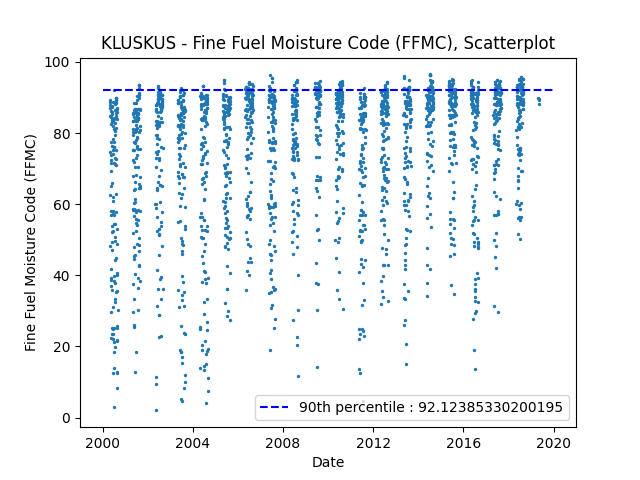 KLUSKUS - Fine Fuel Moisture Code (FFMC), Scatterplot
100
80
60
40
20
0
Fine Fuel Moisture Code (FFMC)
90th percentile : 92.12385330200195
2000 2004 2008 2012 2016 2020
Date